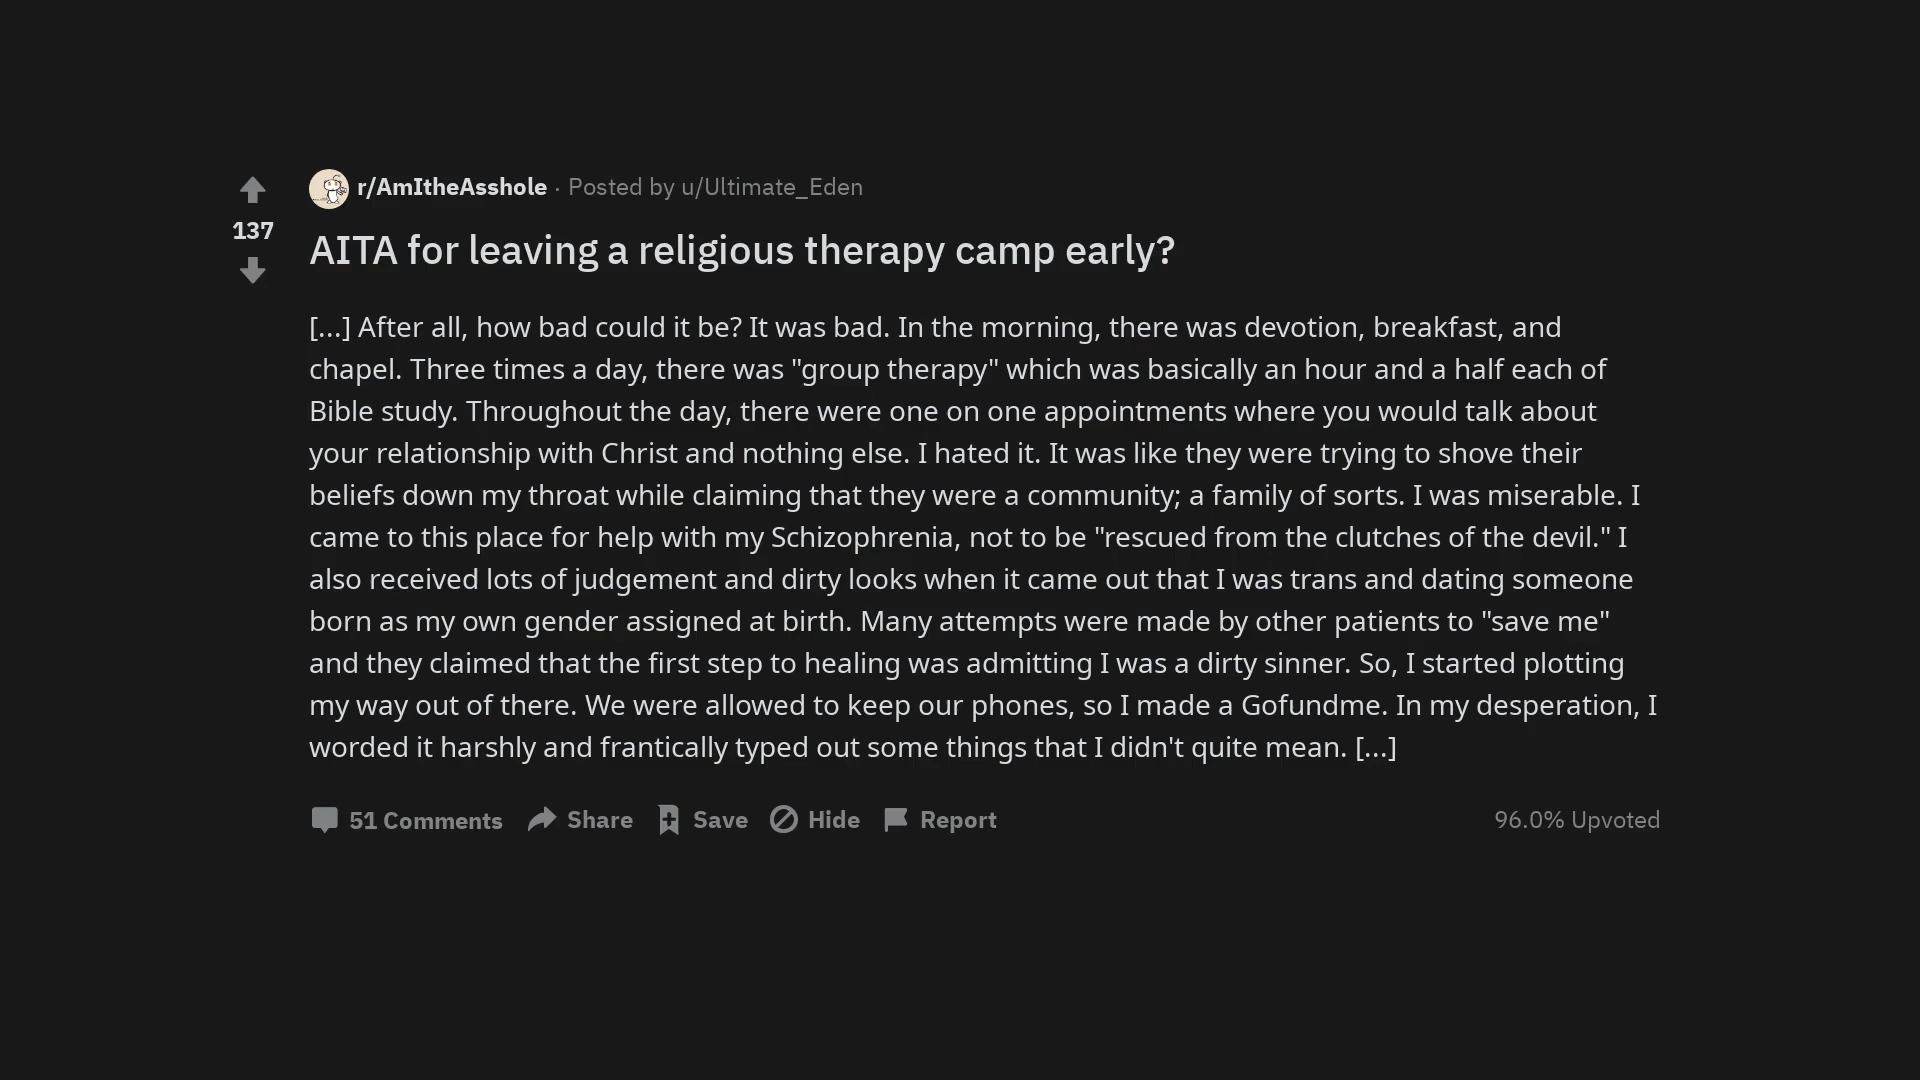 r/AmItheAsshole · Posted by u/Ultimate_Eden
137
AITA for leaving a religious therapy camp early?
[...] After all, how bad could it be? It was bad. In the morning, there was devotion, breakfast, and
chapel. Three times a day, there was "group therapy" which was basically an hour and a half each of
Bible study. Throughout the day, there were one on one appointments where you would talk about
your relationship with Christ and nothing else. I hated it. It was like they were trying to shove their
beliefs down my throat while claiming that they were a community; a family of sorts. I was miserable. I
came to this place for help with my Schizophrenia, not to be "rescued from the clutches of the devil." I
also received lots of judgement and dirty looks when it came out that I was trans and dating someone
born as my own gender assigned at birth. Many attempts were made by other patients to "save me"
and they claimed that the first step to healing was admitting I was a dirty sinner. So, I started plotting
my way out of there. We were allowed to keep our phones, so I made a Gofundme. In my desperation, I
worded it harshly and frantically typed out some things that I didn't quite mean. [...]
51 Comments Share Save Hide Report 96.0% Upvoted